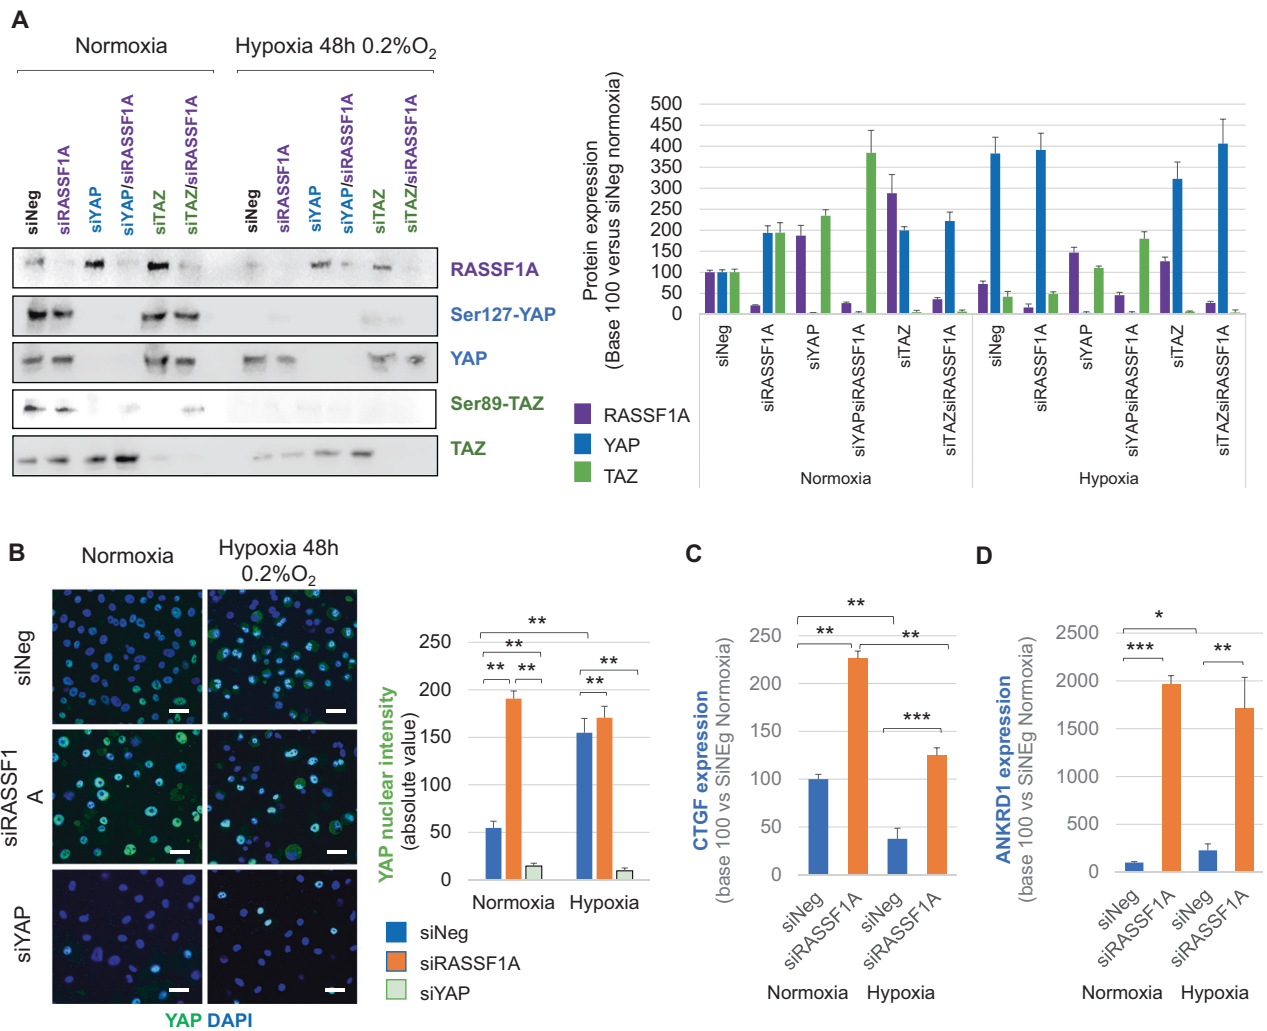 A
Normoxia
Hypoxia 48h 0.2%O2
siNeg
siRASSF1A
siYAP
siYAP/siRASSF1A
siTAZ
siTAZ/siRASSF1A
siNeg
siRASSF1A
siYAP
siYAP/siRASSF1A
siTAZ
siTAZ/siRASSF1A
RASSF1A
Ser127-YAP
YAP
Ser89-TAZ
TAZ
Protein expression
(Base 100 versus siNeg normoxia)
500
450
400
350
300
250
200
150
100
50
0
siNeg
siRASSF1A
siYAP
siYAPsiRASSF1A
siTAZ
siTAZsiRASSF1A
siNeg
siRASSF1A
siYAP
siYAPsiRASSF1A
siTAZ
siTAZsiRASSF1A
Normoxia
Hypoxia
RASSF1A
YAP
TAZ
B
Normoxia
Hypoxia 48h
0.2%O2
siNeg
siRASSF1
A
siYAP
YAP DAPI
YAP nuclear intensity
(absolute value)
250
200
150
100
50
0
**
**
** **
**
**
Normoxia Hypoxia
siNeg
siRASSF1A
siYAP
C
CTGF expression
(base 100 vs SiNEg Normoxia)
250
200
150
100
50
0
**
**
**
***
siNeg
siRASSF1A
siNeg
siRASSF1A
Normoxia Hypoxia
D
ANKRD1 expression
(base 100 vs SiNEg Normoxia)
2500
2000
1500
1000
500
0
*
***
**
siNeg
siRASSF1A
siNeg
siRASSF1A
Normoxia Hypoxia